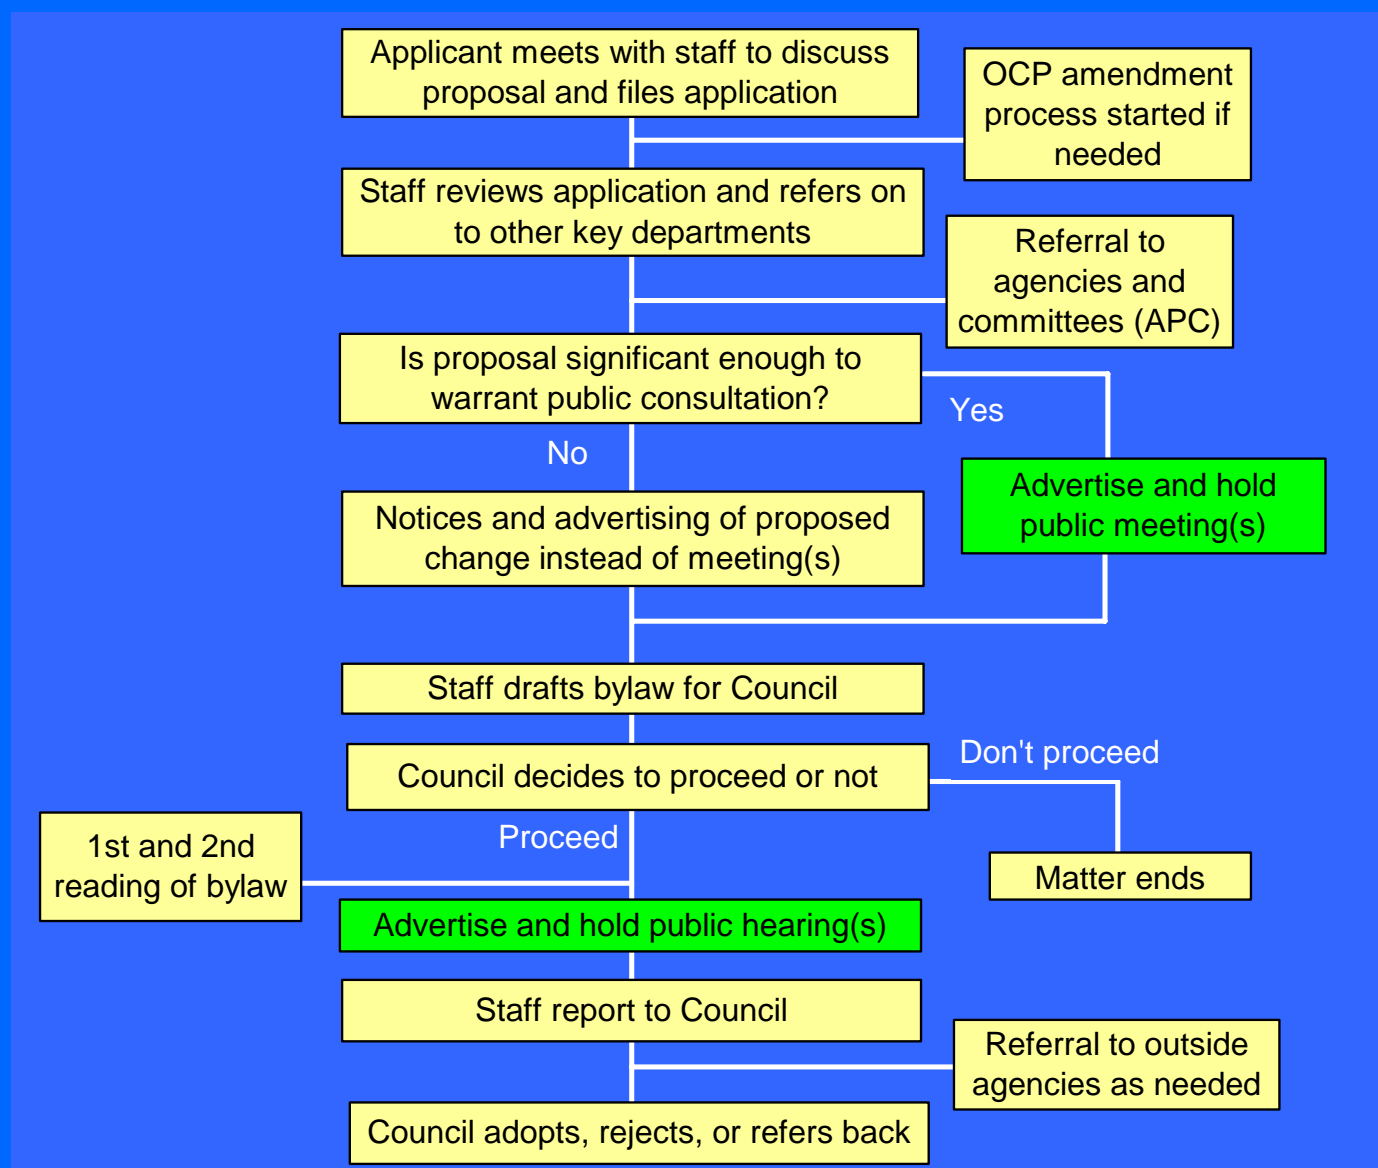 Applicant meets with staff to discuss
proposal and files application
OCP amendment
process started if
needed
Staff reviews application and refers on
to other key departments
Referral to
agencies and
committees (APC)
Is proposal significant enough to
warrant public consultation?
Yes
No
Advertise and hold
public meeting(s)
Notices and advertising of proposed
change instead of meeting(s)
Staff drafts bylaw for Council
Council decides to proceed or not
Don't proceed
Proceed
1st and 2nd
reading of bylaw
Matter ends
Advertise and hold public hearing(s)
Staff report to Council
Referral to outside
agencies as needed
Council adopts, rejects, or refers back